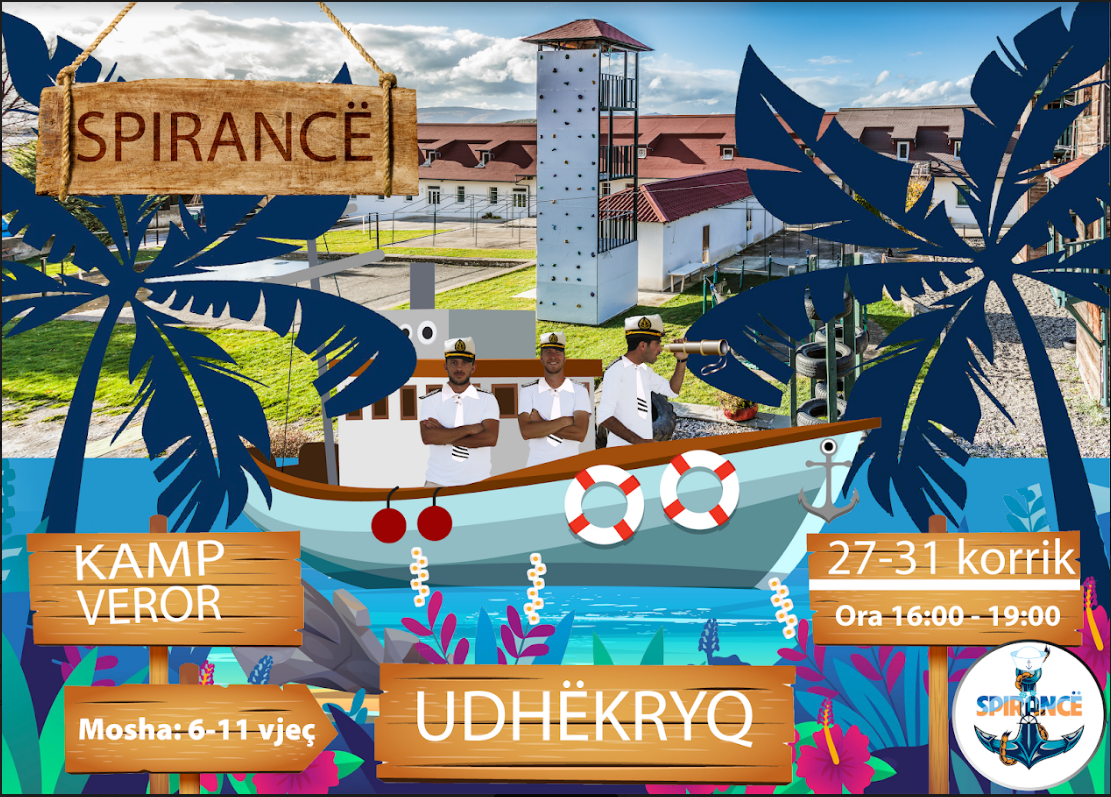 SPIRANCË
KAMP
VEROR
27-31 korrik
Ora 16:00 - 19:00
Mosha: 6-11 vjeç
UDHËKRYQ
SPIRANCË